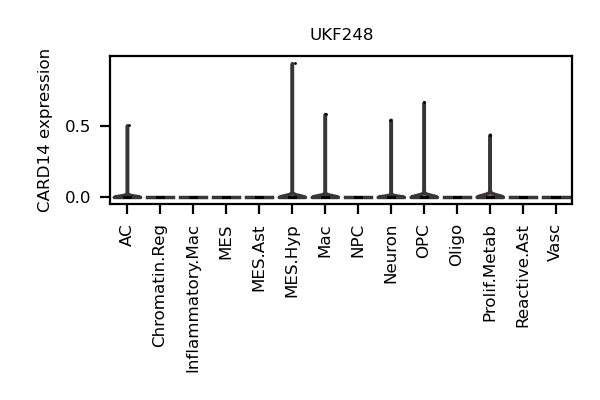 UKF248
CARD14 expression
0.5
0.0
AC
Chromatin.Reg
Inflammatory.Mac
MES
MES.Ast
MES.Hyp
Mac
NPC
Neuron
OPC
Oligo
Prolif.Metab
Reactive.Ast
Vasc